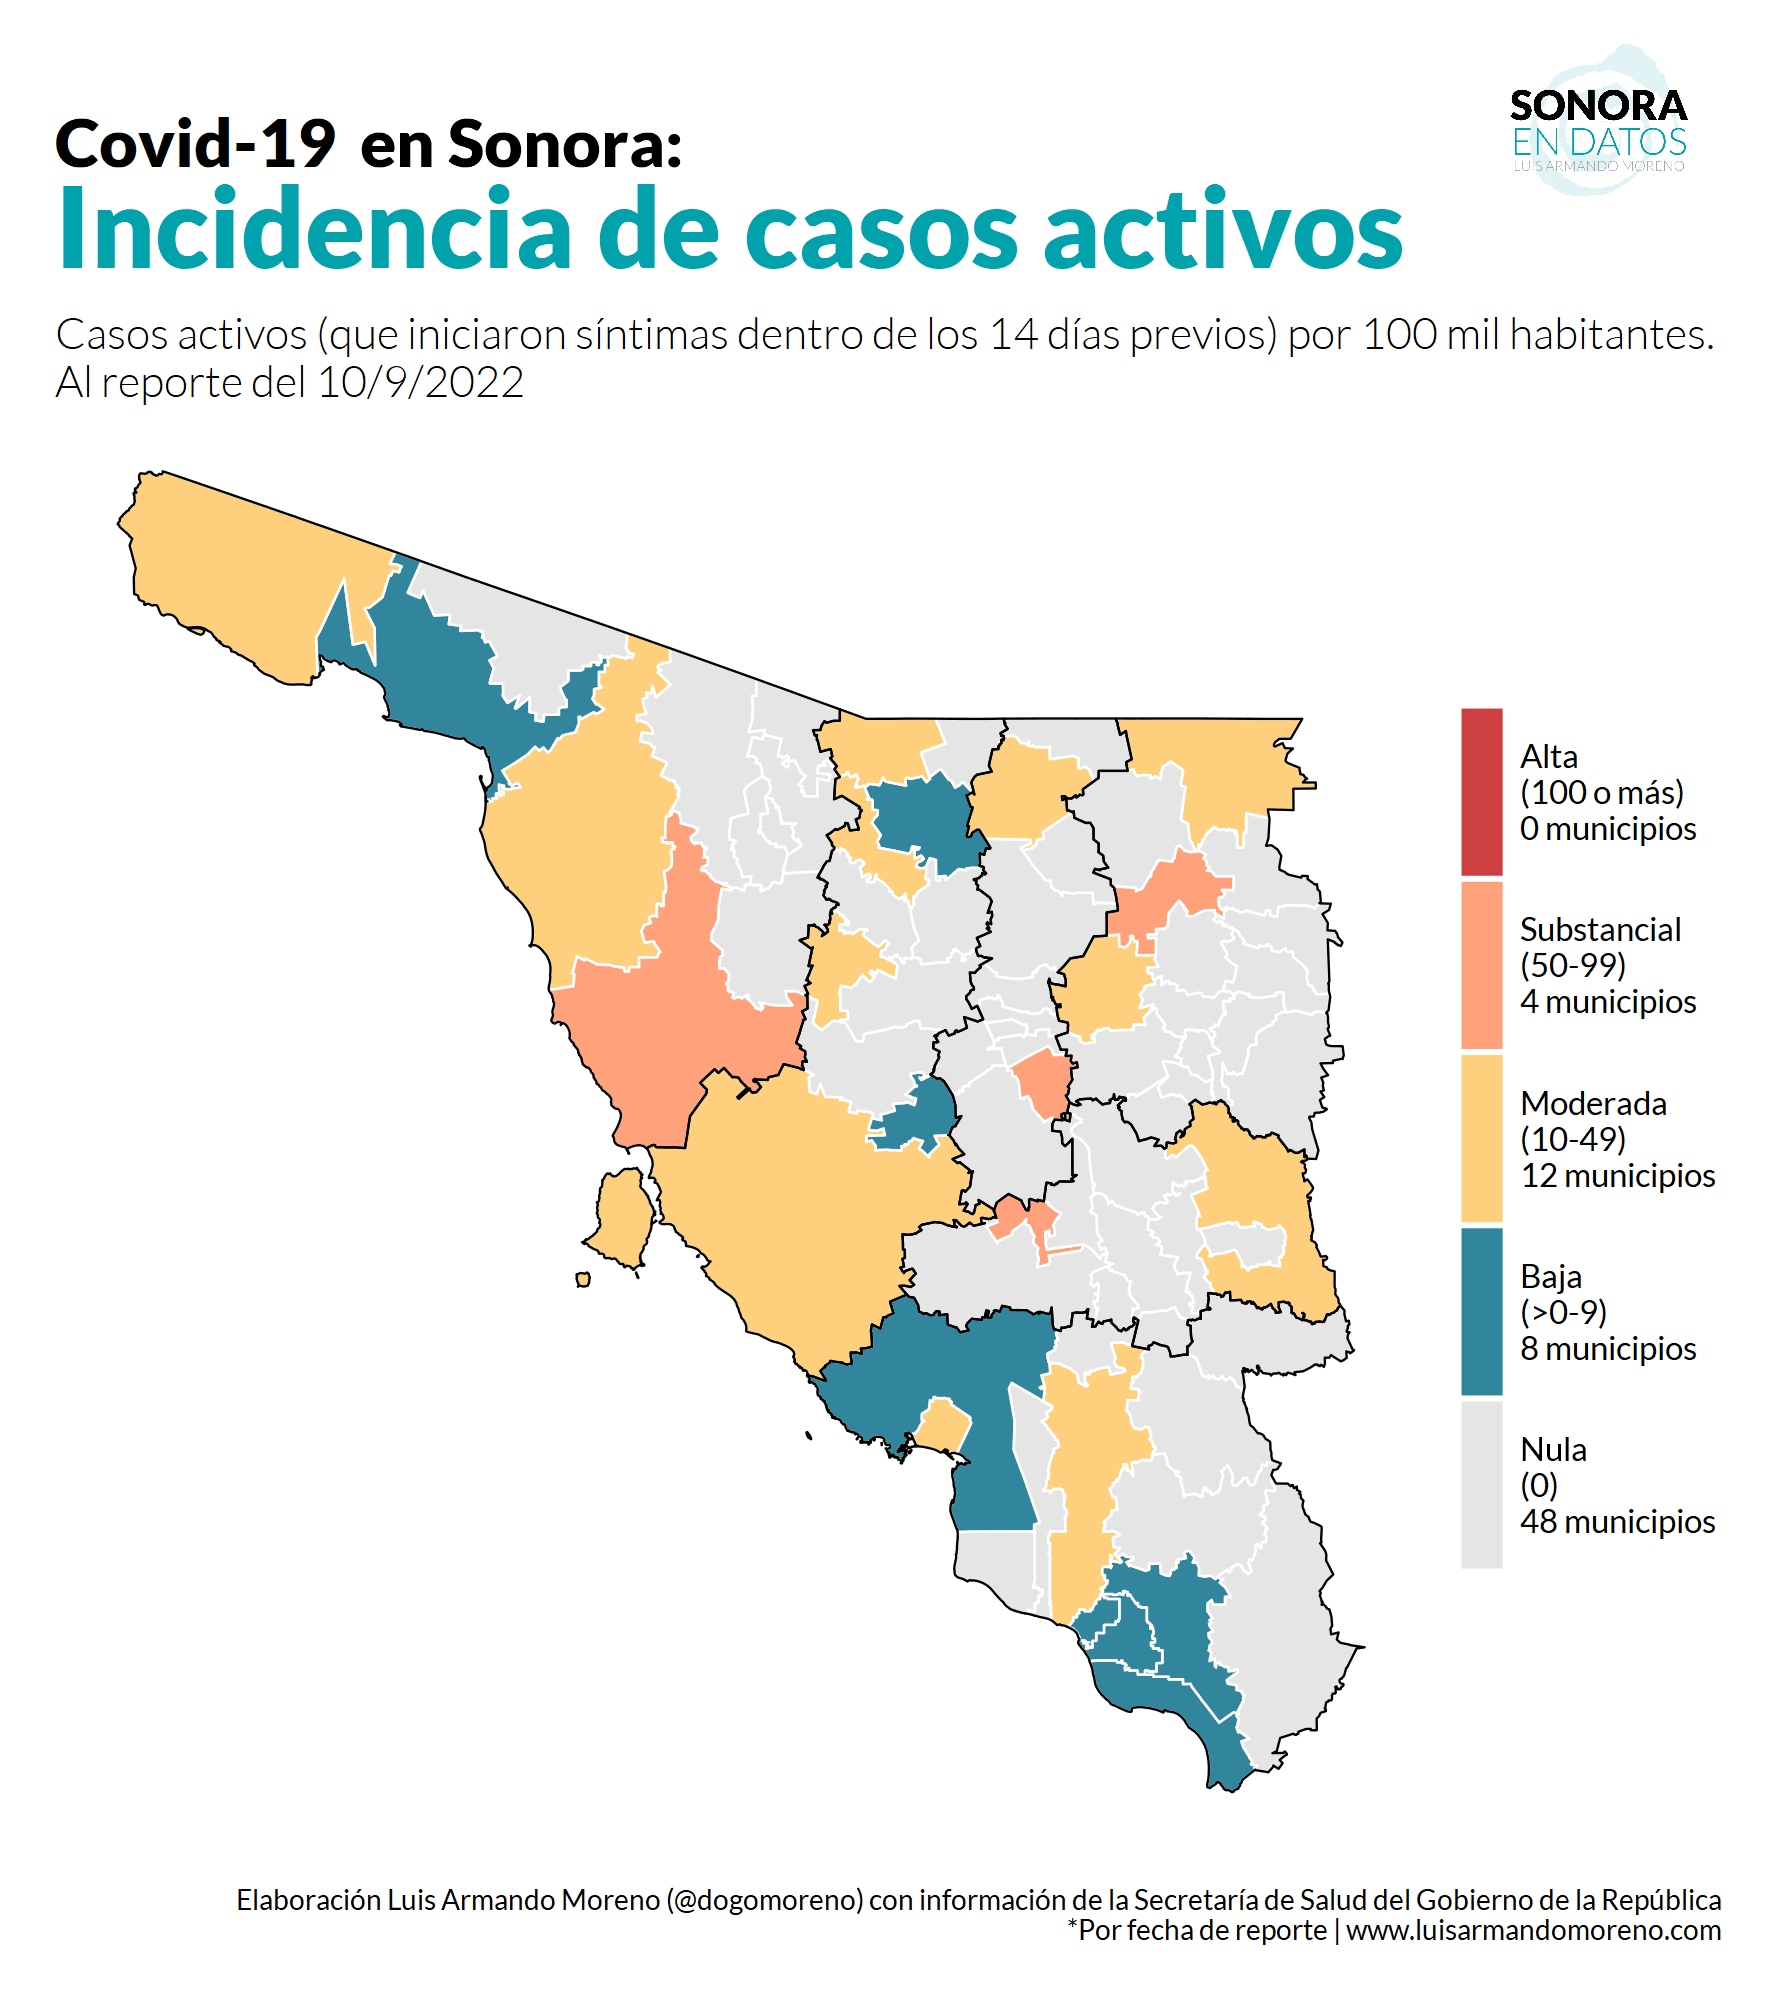 SONORA
EN DATOS
LUIS ARMANDO MORENO
Covid-19 en Sonora:
Incidencia de casos activos
Casos activos (que iniciaron síntimas dentro de los 14 días previos) por 100 mil habitantes.
Al reporte del 10/9/2022
Alta
(100 o más)
0 municipios
Substancial
(50-99)
4 municipios
Moderada
(10-49)
12 municipios
Baja
(>0-9)
8 municipios
Nula
(0)
48 municipios
Elaboración Luis Armando Moreno (@dogomoreno) con información de la Secretaría de Salud del Gobierno de la República
*Por fecha de reporte | www.luisarmandomoreno.com